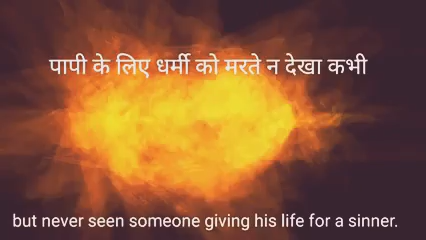 पापी के लिए धर्मी को मरते न देखा कभी
but never seen someone giving his life for a sinner.